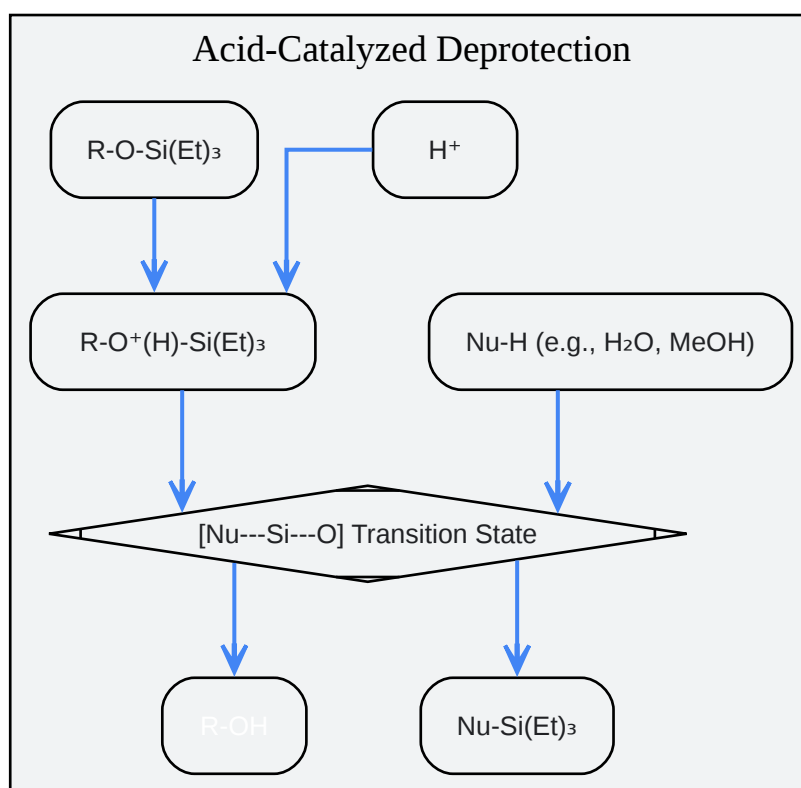 Acid-Catalyzed Deprotection
R-O-Si(Et)₃
H⁺
R-O⁺(H)-Si(Et)₃
Nu-H (e.g., H₂O, MeOH)
[Nu---Si---O] Transition State
R-OH
Nu-Si(Et)₃